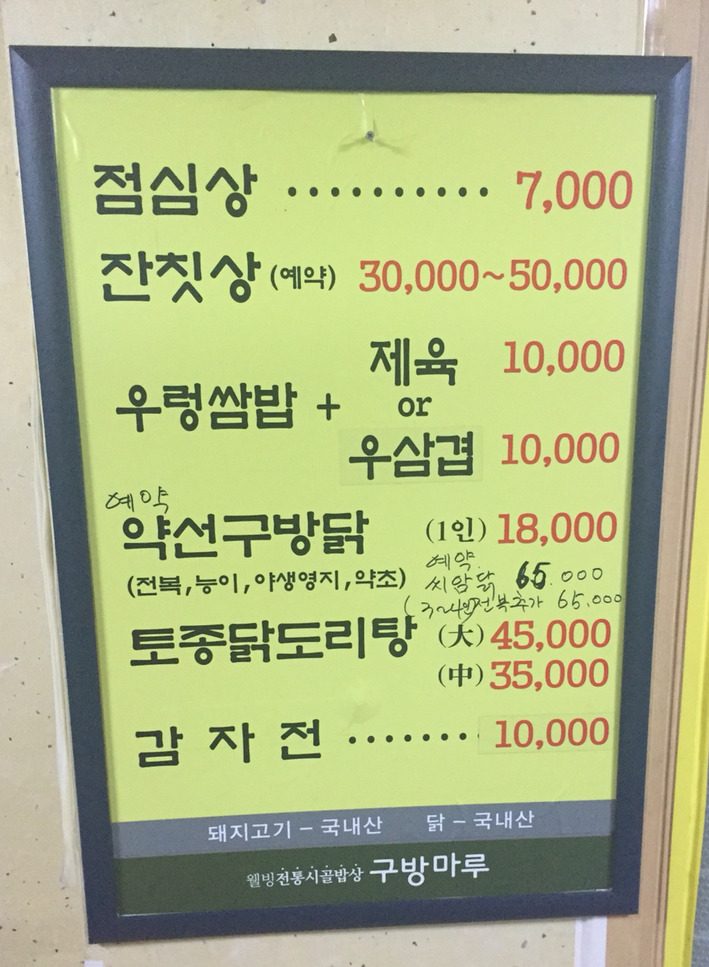 점심상 ·········· 7,000
잔칫상 (예약) 30,000~50,000
제육 10,000
우렁쌈밥 + or
우삼겹 10,000
예약
약선구방닭 (1인) 18,000
예약
(전복,능이,야생영지,약초) 씨암닭 65.000
(3~4인전복추가 65.000
토종닭도리탕 (大) 45,000
(中) 35,000
감자전 ········ 10,000
돼지고기 - 국내산 닭 - 국내산
웰빙전통시골밥상 구방마루